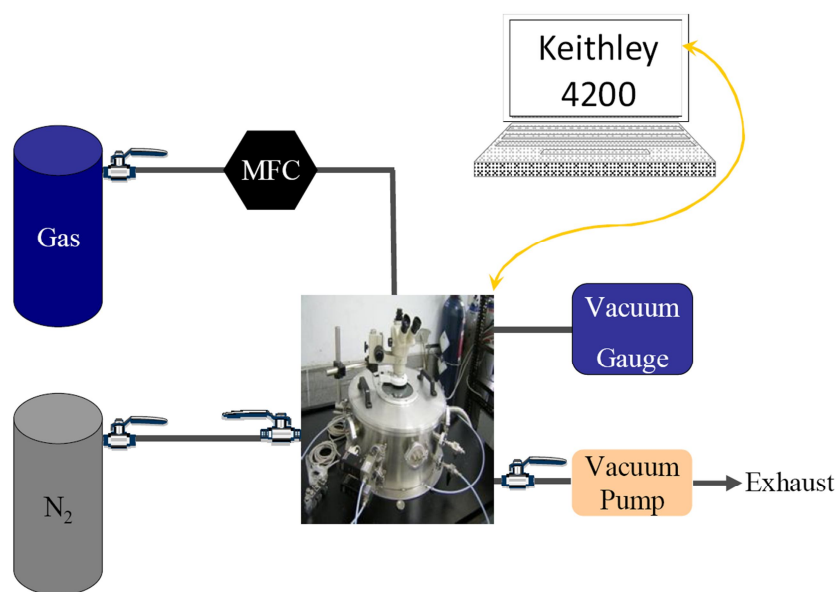 Keithley
4200
MFC
Gas
Vacuum
Gauge
N₂
Vacuum
Pump
Exhaust